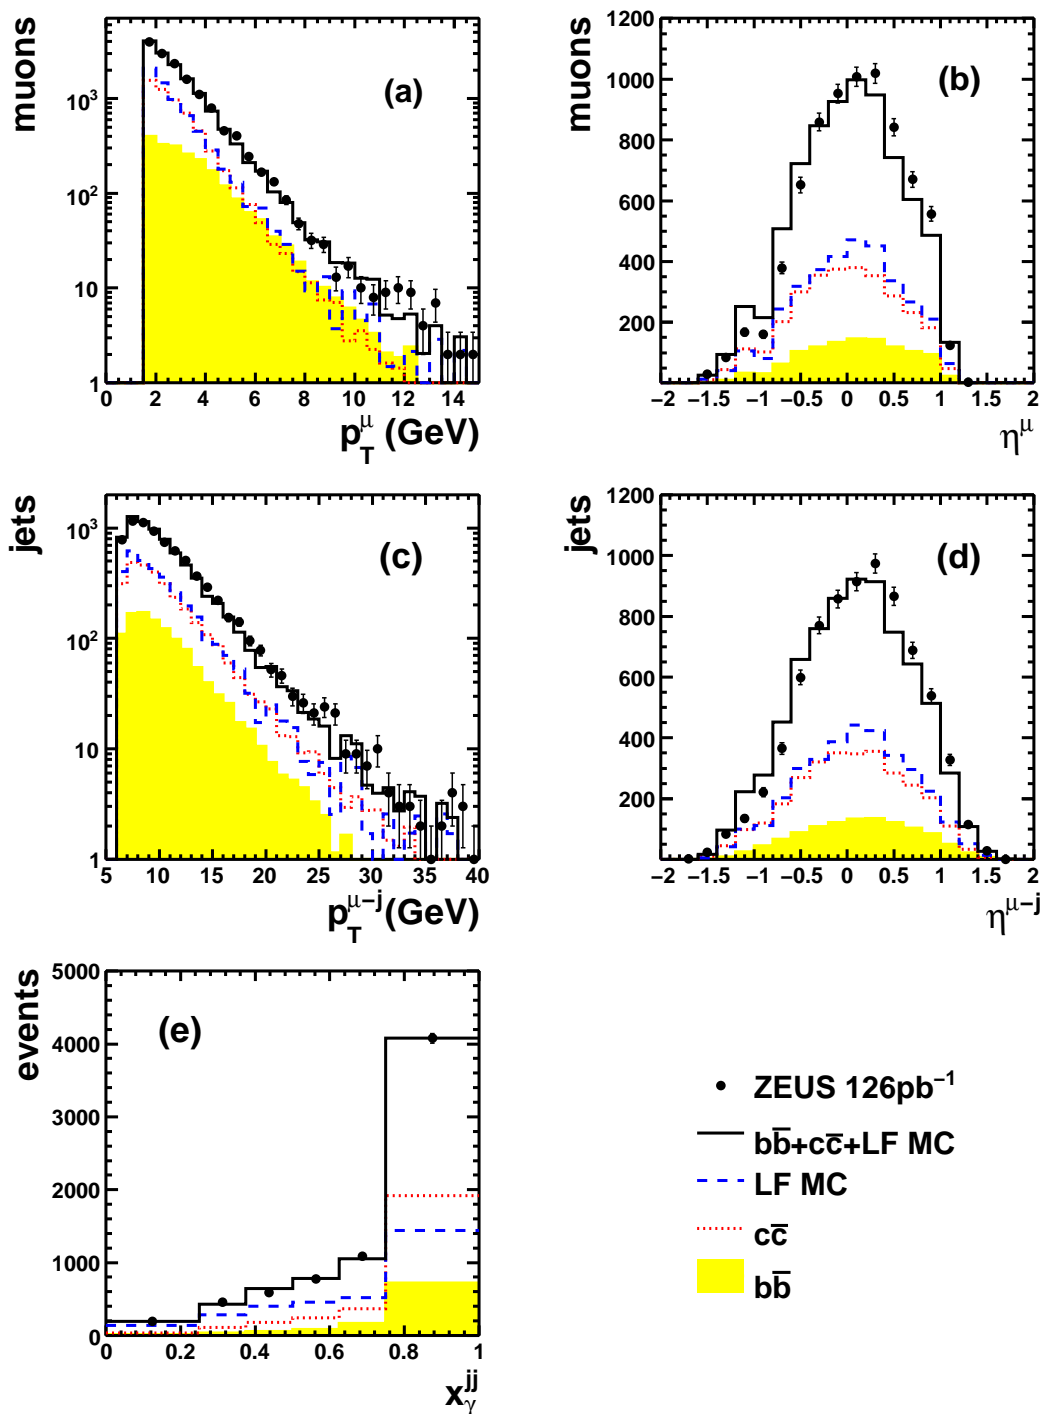 muons
(a)
10³
10²
10
1
0 2 4 6 8 10 12 14
p_T^μ (GeV)
muons
(b)
1200
1000
800
600
400
200
−2 −1.5 −1 −0.5 0 0.5 1 1.5 2
η^μ
jets
(c)
10³
10²
10
1
5 10 15 20 25 30 35 40
p_T^{μ−j}(GeV)
jets
(d)
1200
1000
800
600
400
200
−2 −1.5 −1 −0.5 0 0.5 1 1.5 2
η^{μ−j}
events
(e)
5000
4000
3000
2000
1000
0
0 0.2 0.4 0.6 0.8 1
x_γ^{jj}
ZEUS 126pb⁻¹
bb̅+cc̅+LF MC
LF MC
cc̅
bb̅